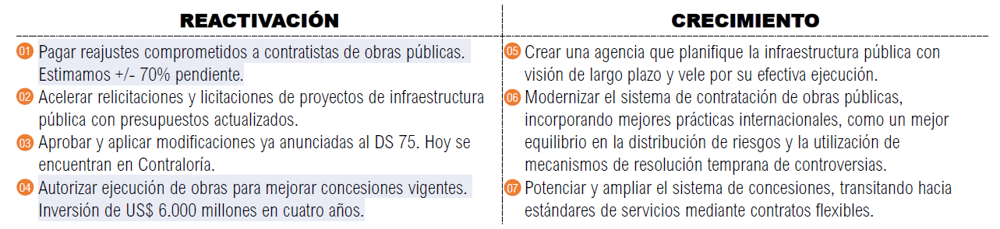 REACTIVACIÓN
01 Pagar reajustes comprometidos a contratistas de obras públicas.
Estimamos +/- 70% pendiente.
02 Acelerar relicitaciones y licitaciones de proyectos de infraestructura
pública con presupuestos actualizados.
03 Aprobar y aplicar modificaciones ya anunciadas al DS 75. Hoy se
encuentran en Contraloría.
04 Autorizar ejecución de obras para mejorar concesiones vigentes.
Inversión de US$ 6.000 millones en cuatro años.
CRECIMIENTO
05 Crear una agencia que planifique la infraestructura pública con
visión de largo plazo y vele por su efectiva ejecución.
06 Modernizar el sistema de contratación de obras públicas,
incorporando mejores prácticas internacionales, como un mejor
equilibrio en la distribución de riesgos y la utilización de
mecanismos de resolución temprana de controversias.
07 Potenciar y ampliar el sistema de concesiones, transitando hacia
estándares de servicios mediante contratos flexibles.